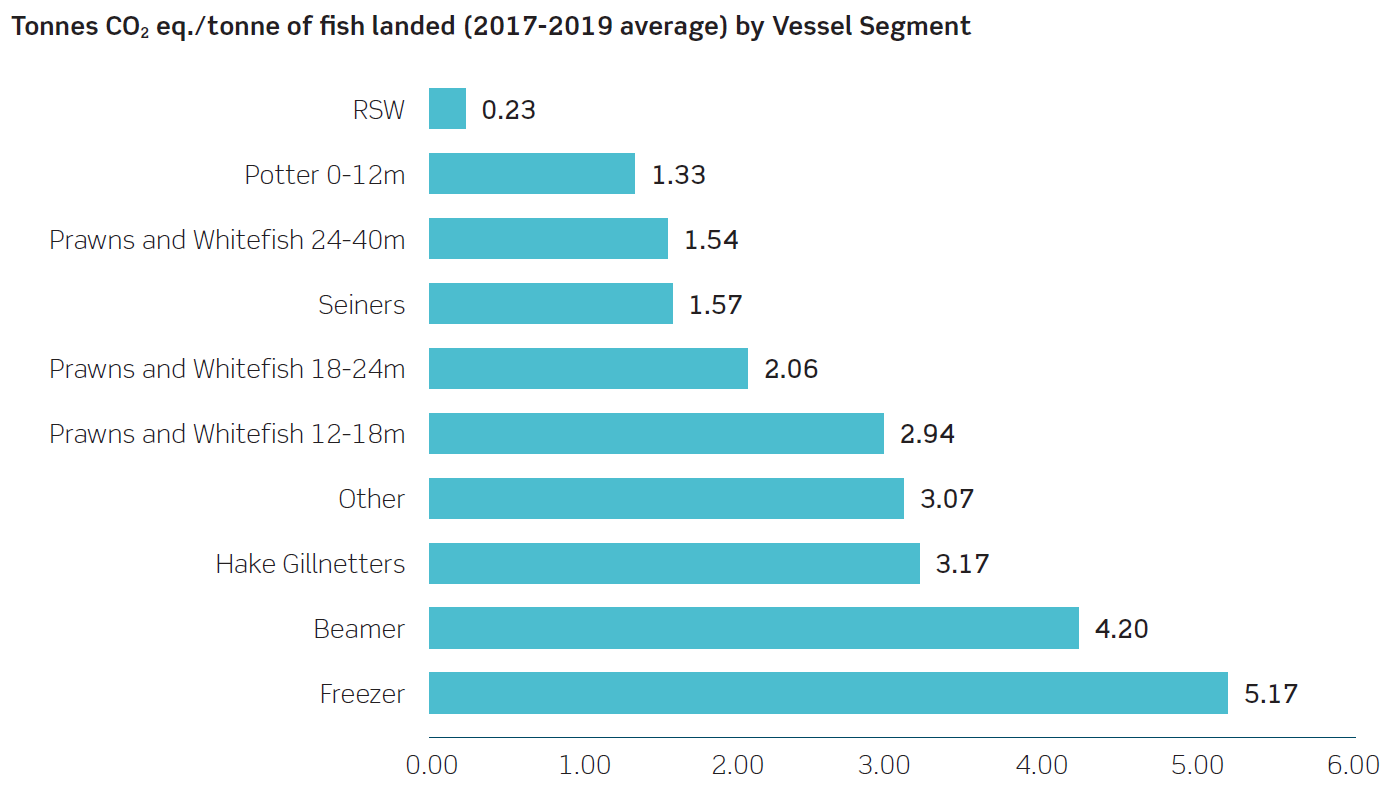 Tonnes CO₂ eq./tonne of fish landed (2017-2019 average) by Vessel Segment
RSW 0.23
Potter 0-12m 1.33
Prawns and Whitefish 24-40m 1.54
Seiners 1.57
Prawns and Whitefish 18-24m 2.06
Prawns and Whitefish 12-18m 2.94
Other 3.07
Hake Gillnetters 3.17
Beamer 4.20
Freezer 5.17
0.00 1.00 2.00 3.00 4.00 5.00 6.00